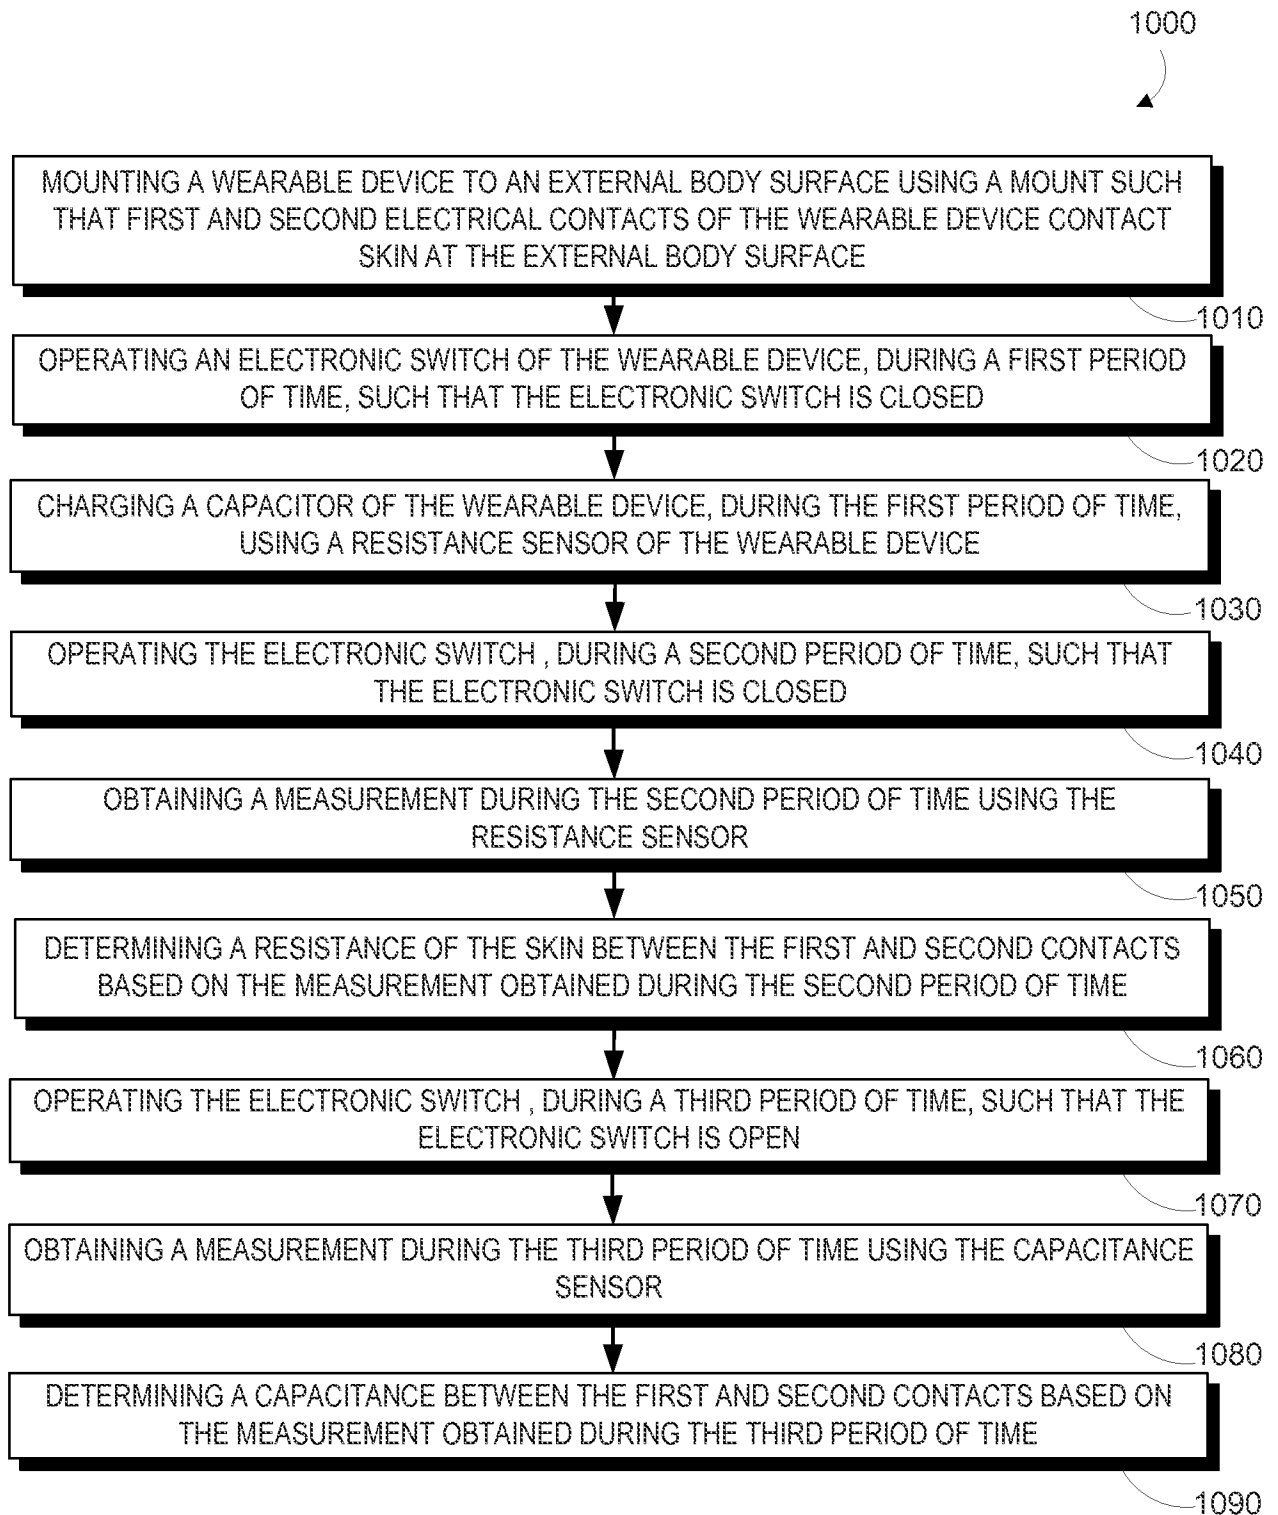 1000
MOUNTING A WEARABLE DEVICE TO AN EXTERNAL BODY SURFACE USING A MOUNT SUCH
THAT FIRST AND SECOND ELECTRICAL CONTACTS OF THE WEARABLE DEVICE CONTACT
SKIN AT THE EXTERNAL BODY SURFACE
1010
OPERATING AN ELECTRONIC SWITCH OF THE WEARABLE DEVICE, DURING A FIRST PERIOD
OF TIME, SUCH THAT THE ELECTRONIC SWITCH IS CLOSED
1020
CHARGING A CAPACITOR OF THE WEARABLE DEVICE, DURING THE FIRST PERIOD OF TIME,
USING A RESISTANCE SENSOR OF THE WEARABLE DEVICE
1030
OPERATING THE ELECTRONIC SWITCH , DURING A SECOND PERIOD OF TIME, SUCH THAT
THE ELECTRONIC SWITCH IS CLOSED
1040
OBTAINING A MEASUREMENT DURING THE SECOND PERIOD OF TIME USING THE
RESISTANCE SENSOR
1050
DETERMINING A RESISTANCE OF THE SKIN BETWEEN THE FIRST AND SECOND CONTACTS
BASED ON THE MEASUREMENT OBTAINED DURING THE SECOND PERIOD OF TIME
1060
OPERATING THE ELECTRONIC SWITCH , DURING A THIRD PERIOD OF TIME, SUCH THAT THE
ELECTRONIC SWITCH IS OPEN
1070
OBTAINING A MEASUREMENT DURING THE THIRD PERIOD OF TIME USING THE CAPACITANCE
SENSOR
1080
DETERMINING A CAPACITANCE BETWEEN THE FIRST AND SECOND CONTACTS BASED ON
THE MEASUREMENT OBTAINED DURING THE THIRD PERIOD OF TIME
1090